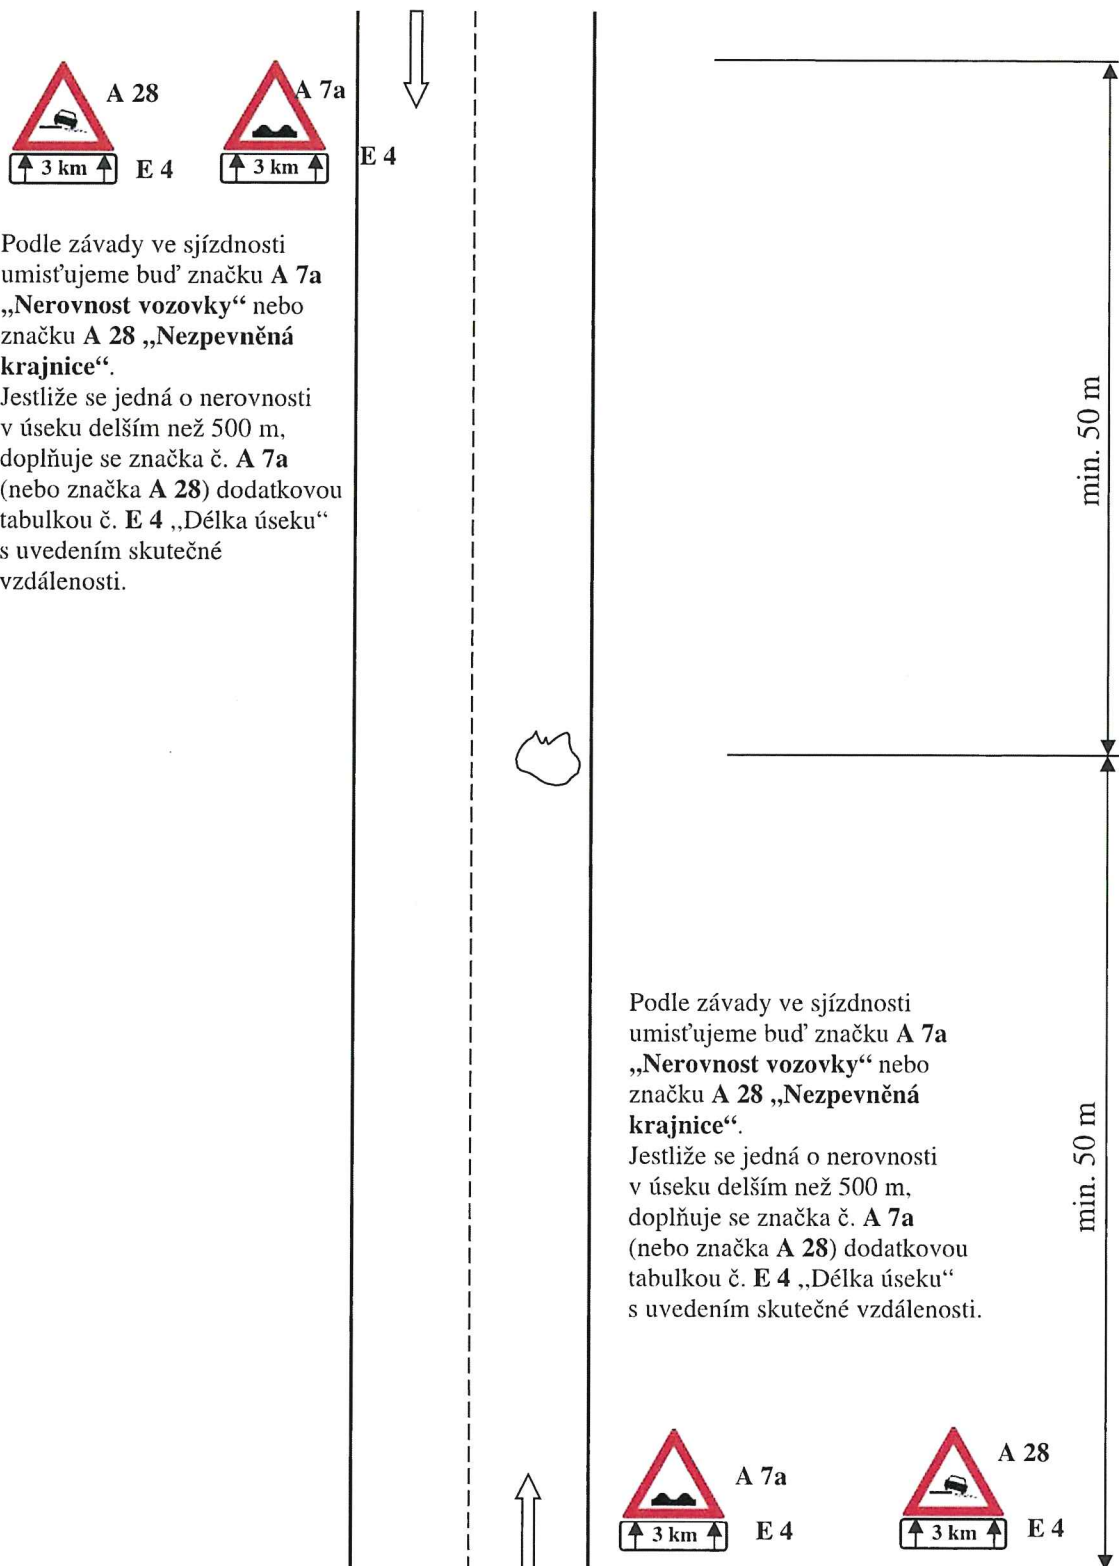 A 28
A 7a
3 km
E 4
3 km
E 4
Podle závady ve sjízdnosti
umisťujeme buď značku A 7a
„Nerovnost vozovky“ nebo
značku A 28 „Nezpevněná
krajnice“.
Jestliže se jedná o nerovnosti
v úseku delším než 500 m,
doplňuje se značka č. A 7a
(nebo značka A 28) dodatkovou
tabulkou č. E 4 „Délka úseku“
s uvedením skutečné
vzdálenosti.
min. 50 m
Podle závady ve sjízdnosti
umisťujeme buď značku A 7a
„Nerovnost vozovky“ nebo
značku A 28 „Nezpevněná
krajnice“.
Jestliže se jedná o nerovnosti
v úseku delším než 500 m,
doplňuje se značka č. A 7a
(nebo značka A 28) dodatkovou
tabulkou č. E 4 „Délka úseku“
s uvedením skutečné vzdálenosti.
min. 50 m
A 7a
A 28
3 km
E 4
3 km
E 4